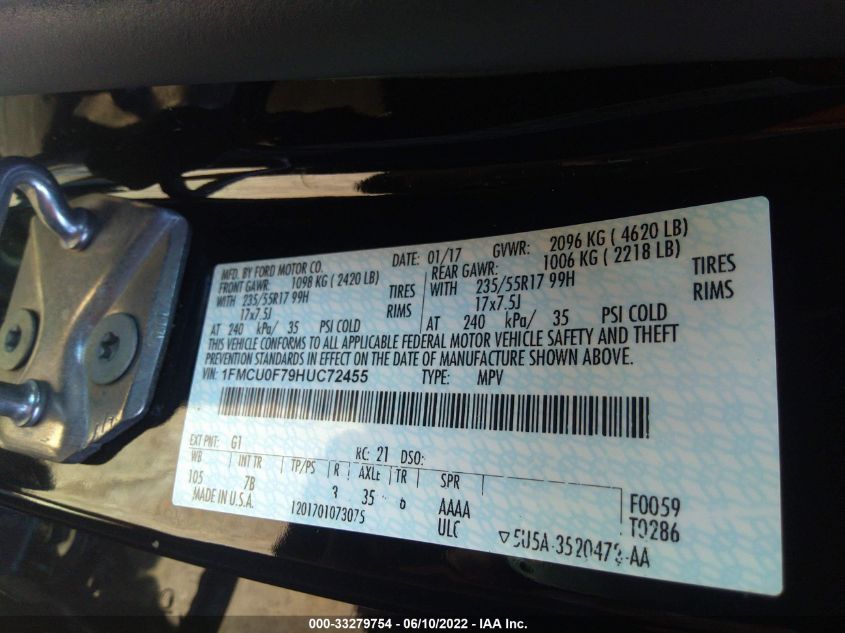 MFD. BY FORD MOTOR CO.
DATE: 01/17 GVWR: 2096 KG ( 4620 LB)
FRONT GAWR: 1098 KG ( 2420 LB)
REAR GAWR: 1006 KG ( 2218 LB)
WITH 235/55R17 99H TIRES
WITH 235/55R17 99H TIRES
17x7.5J RIMS
17x7.5J RIMS
AT 240 kPa/ 35 PSI COLD
AT 240 kPa/ 35 PSI COLD
THIS VEHICLE CONFORMS TO ALL APPLICABLE FEDERAL MOTOR VEHICLE SAFETY AND THEFT
PREVENTION STANDARDS IN EFFECT ON THE DATE OF MANUFACTURE SHOWN ABOVE.
VIN: 1FMCU0F79HUC72455 TYPE: MPV
EXT PNT: G1 RC: 21 DSO:
WB INT TR TP/PS R AXLE TR SPR
105 7B 3 35 6 AAAA F0059
MADE IN U.S.A. 1201701073075 ULC T0286
5U5A-3520472-AA
000-33279754 - 06/10/2022 - IAA Inc.